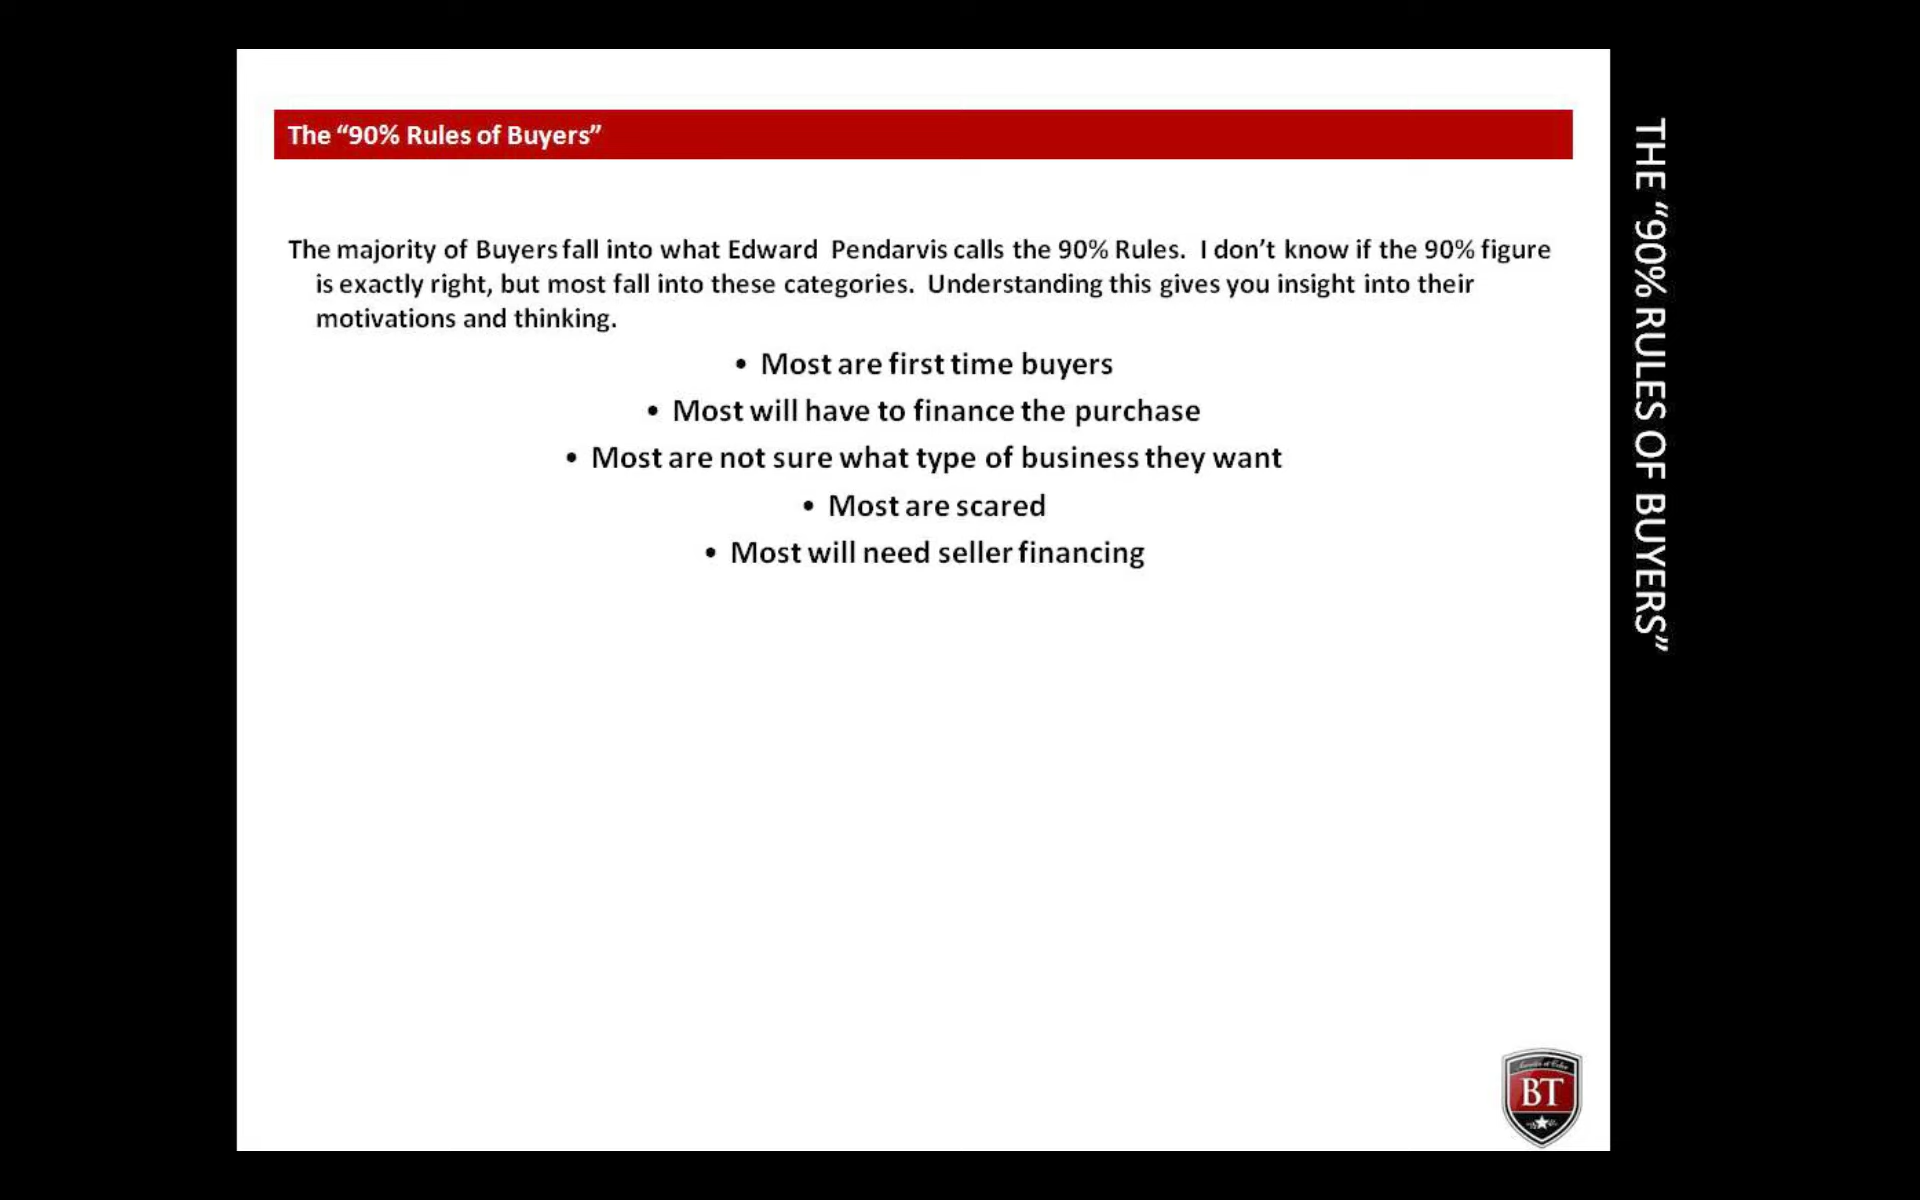 The “90% Rules of Buyers”
The majority of Buyers fall into what Edward Pendarvis calls the 90% Rules. I don’t know if the 90% figure
is exactly right, but most fall into these categories. Understanding this gives you insight into their
motivations and thinking.
• Most are first time buyers
• Most will have to finance the purchase
• Most are not sure what type of business they want
• Most are scared
• Most will need seller financing
THE “90% RULES OF BUYERS”
BT